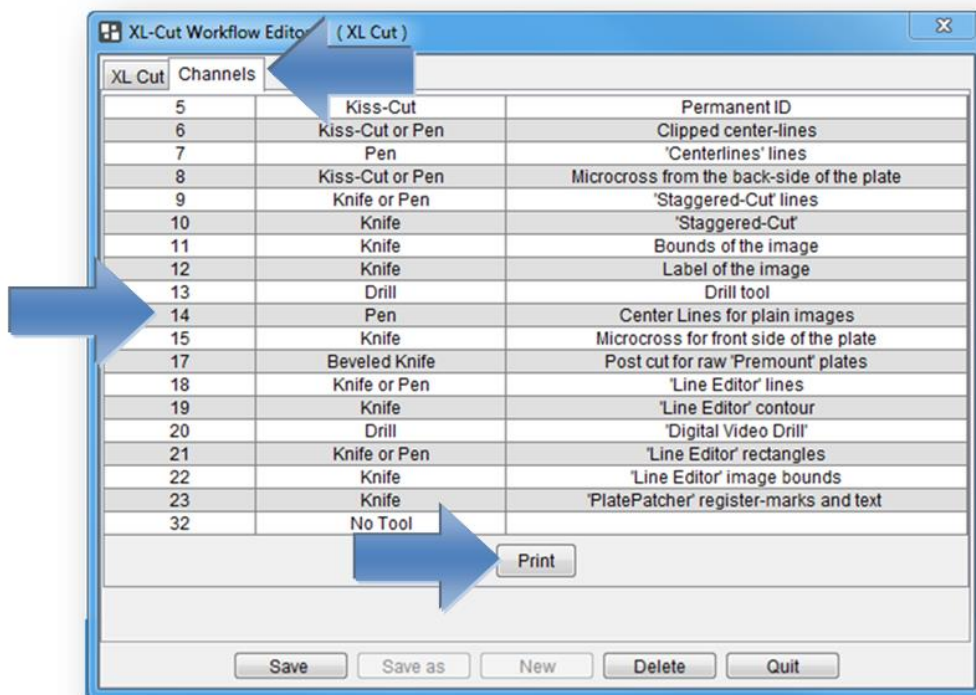 XL-Cut Workflow Editor ( XL Cut )
XL Cut Channels
5 Kiss-Cut Permanent ID
6 Kiss-Cut or Pen Clipped center-lines
7 Pen 'Centerlines' lines
8 Kiss-Cut or Pen Microcross from the back-side of the plate
9 Knife or Pen 'Staggered-Cut' lines
10 Knife 'Staggered-Cut'
11 Knife Bounds of the image
12 Knife Label of the image
13 Drill Drill tool
14 Pen Center Lines for plain images
15 Knife Microcross for front side of the plate
17 Beveled Knife Post cut for raw 'Premount' plates
18 Knife or Pen 'Line Editor' lines
19 Knife 'Line Editor' contour
20 Drill 'Digital Video Drill'
21 Knife or Pen 'Line Editor' rectangles
22 Knife 'Line Editor' image bounds
23 Knife 'PlatePatcher' register-marks and text
32 No Tool
Print
Save Save as New Delete Quit